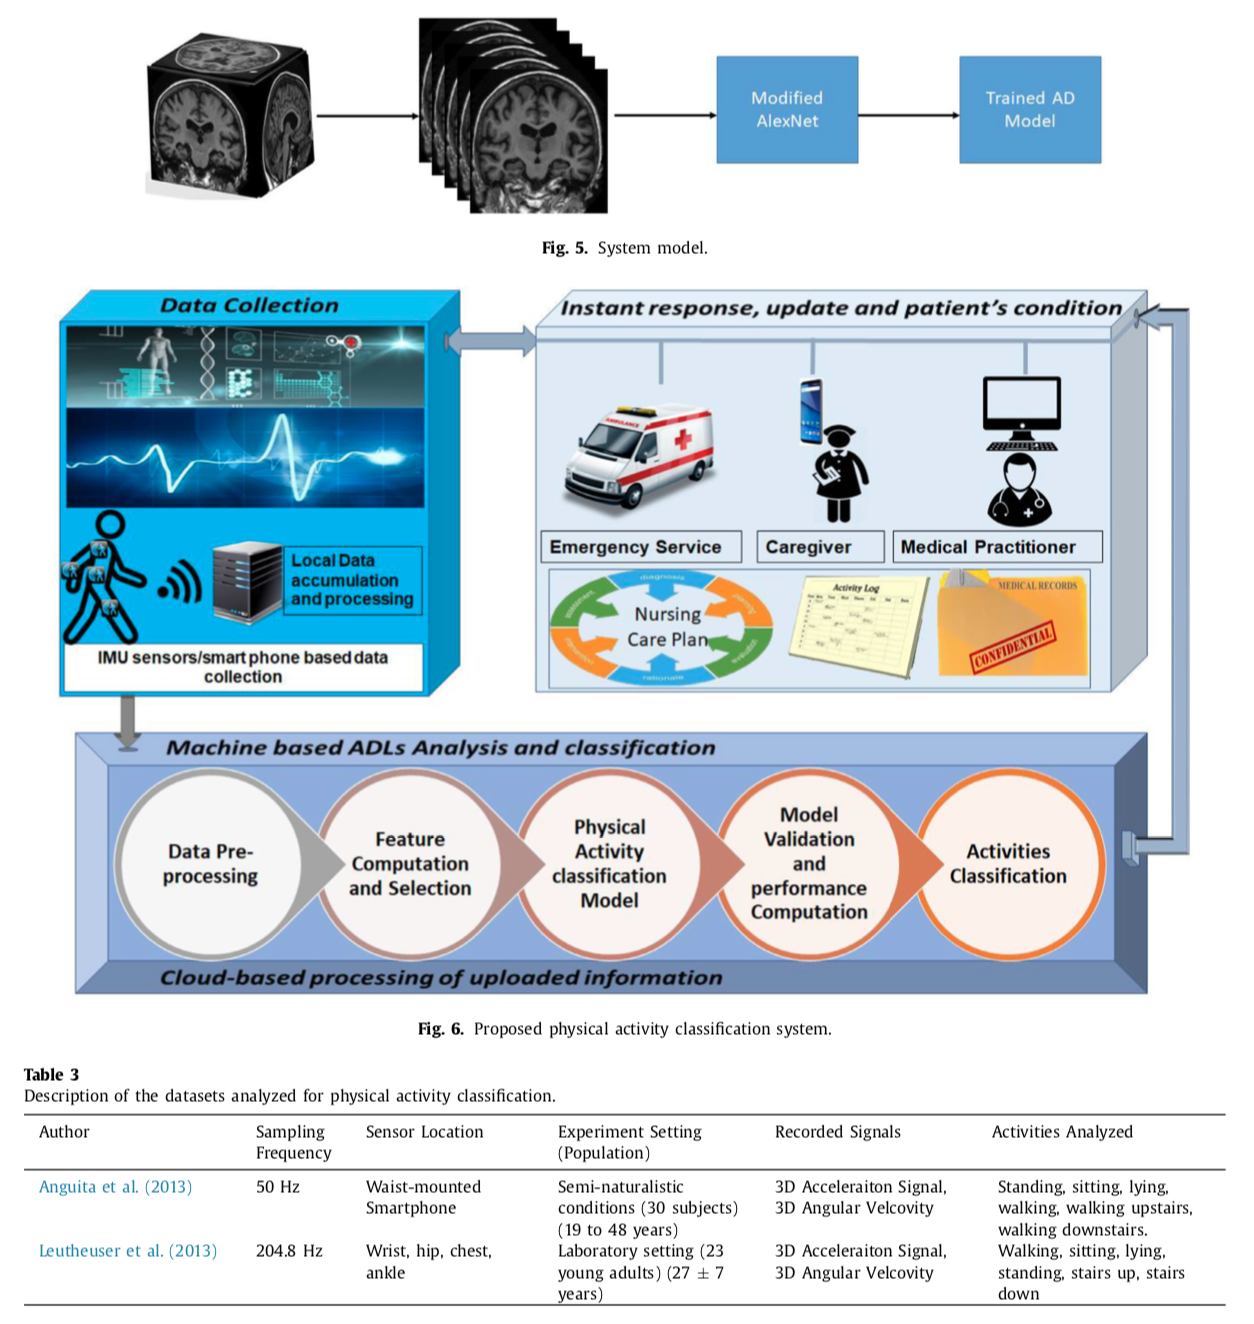 Modified
AlexNet
Trained AD
Model
Fig. 5. System model.
Data Collection
Instant response, update and patient's condition
AMBULANCE
Emergency Service
Caregiver
Medical Practitioner
Local Data
accumulation
and processing
IMU sensors/smart phone based data
collection
diagnosis
planning
evaluation
rationale
assessment
Nursing
Care Plan
Activity Log
MEDICAL RECORDS
CONFIDENTIAL
Machine based ADLs Analysis and classification
Data Pre-
processing
Feature
Computation
and Selection
Physical
Activity
classification
Model
Model
Validation
and
performance
Computation
Activities
Classification
Cloud-based processing of uploaded information
Fig. 6. Proposed physical activity classification system.
Table 3
Description of the datasets analyzed for physical activity classification.
Author
Sampling
Frequency
Sensor Location
Experiment Setting
(Population)
Recorded Signals
Activities Analyzed
Anguita et al. (2013)
50 Hz
Waist-mounted
Smartphone
Semi-naturalistic
conditions (30 subjects)
(19 to 48 years)
3D Acceleraiton Signal,
3D Angular Velcovity
Standing, sitting, lying,
walking, walking upstairs,
walking downstairs.
Leutheuser et al. (2013)
204.8 Hz
Wrist, hip, chest,
ankle
Laboratory setting (23
young adults) (27 ± 7
years)
3D Acceleraiton Signal,
3D Angular Velcovity
Walking, sitting, lying,
standing, stairs up, stairs
down